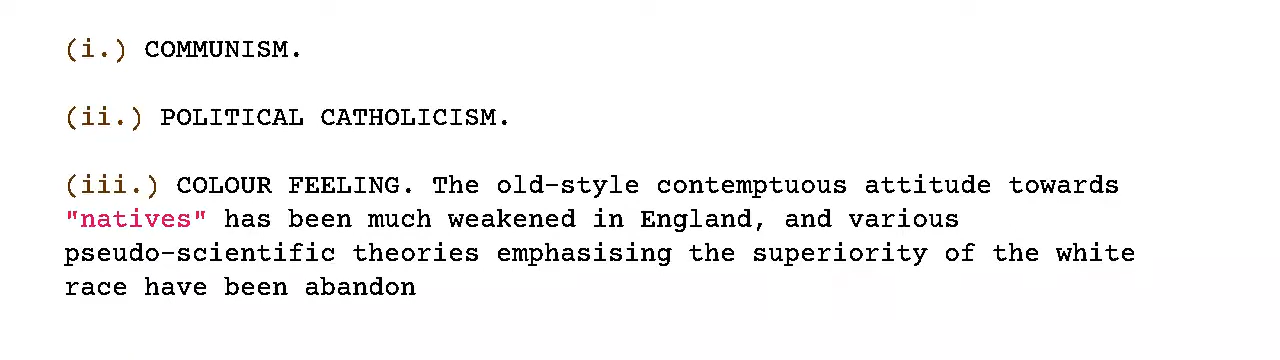 (i.) COMMUNISM.
(ii.) POLITICAL CATHOLICISM.
(iii.) COLOUR FEELING. The old-style contemptuous attitude towards
"natives" has been much weakened in England, and various
pseudo-scientific theories emphasising the superiority of the white
race have been abandon